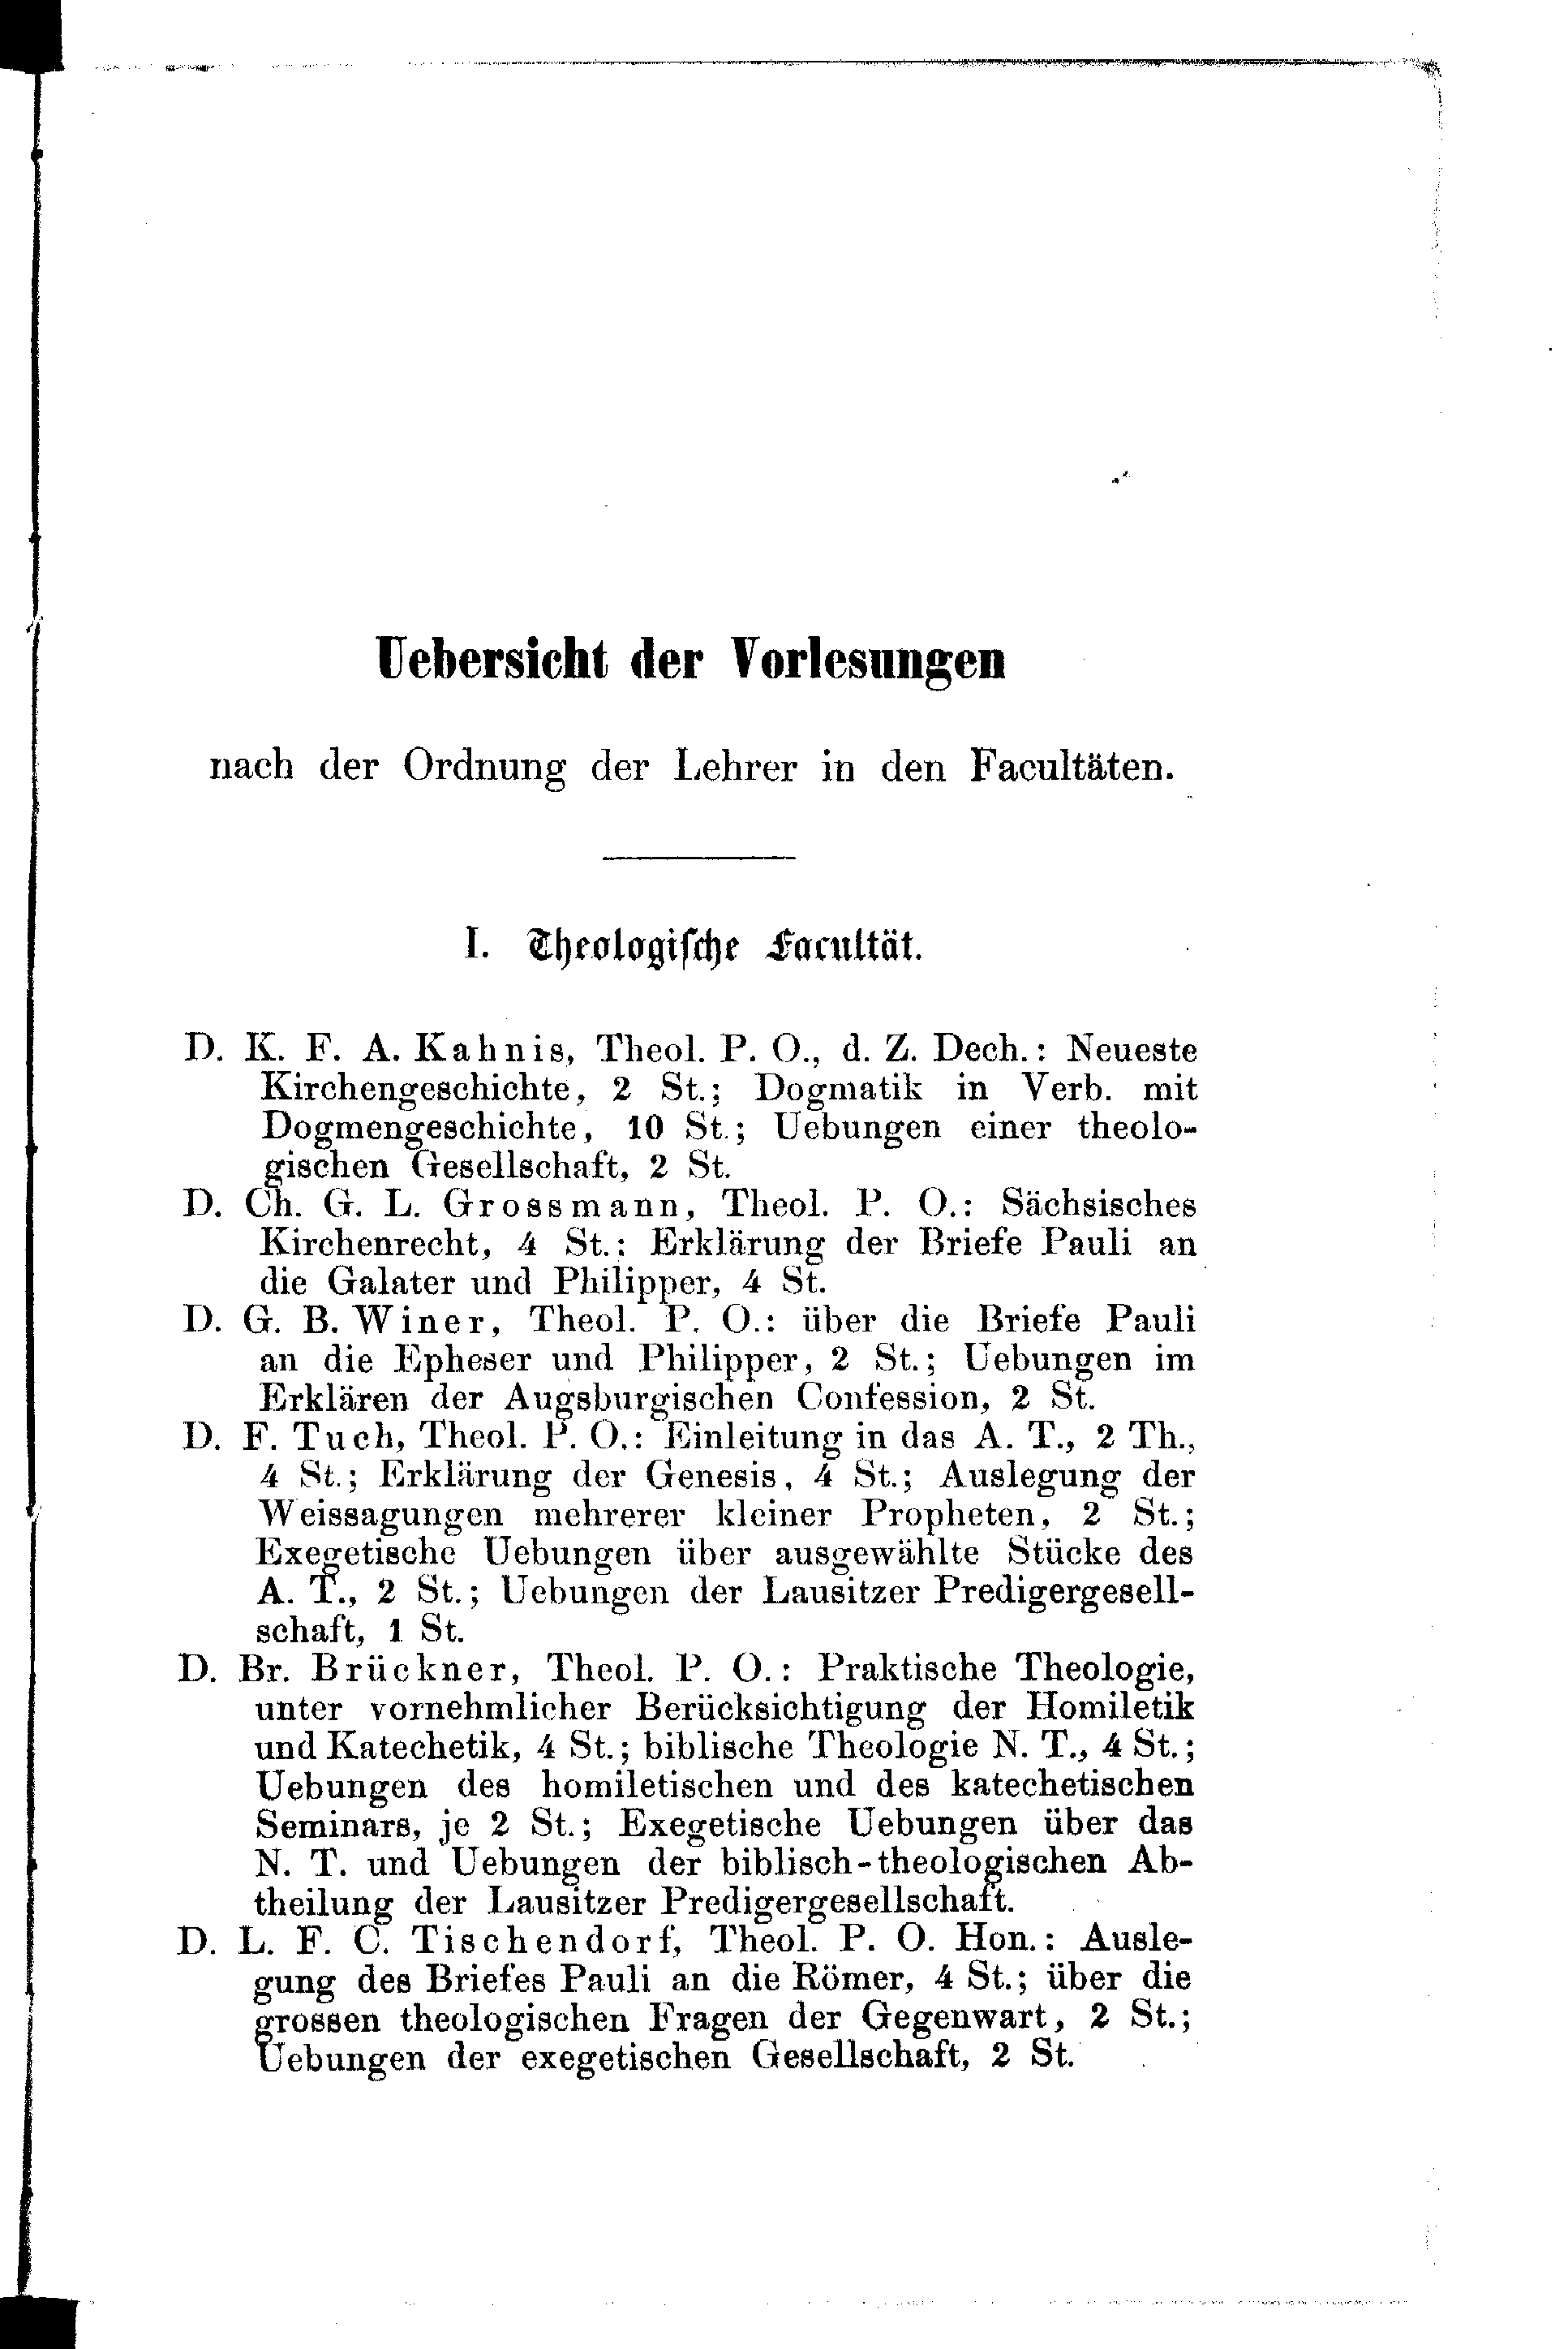 Uebersicht der Vorlesungen
nach der Ordnung der Lehrer in den Facultäten.
I. Theologiſche Facultät.
D. K. F. A. Kahnis, Theol. P. O., d. Z. Dech.: Neueste
Kirchengeschichte, 2 St.; Dogmatik in Verb. mit
Dogmengeschichte, 10 St.; Uebungen einer theolo-
gischen Gesellschaft, 2 St.
D. Ch. G. L. Grossmann, Theol. P. O.: Sächsisches
Kirchenrecht, 4 St.: Erklärung der Briefe Pauli an
die Galater und Philipper, 4 St.
D. G. B. Winer, Theol. P. O.: über die Briefe Pauli
an die Epheser und Philipper, 2 St.; Uebungen im
Erklären der Augsburgischen Confession, 2 St.
D. F. Tuch, Theol. P. O.: Einleitung in das A. T., 2 Th.,
4 St.; Erklärung der Genesis, 4 St.; Auslegung der
Weissagungen mehrerer kleiner Propheten, 2 St.;
Exegetische Uebungen über ausgewählte Stücke des
A. T., 2 St.; Uebungen der Lausitzer Predigergesell-
schaft, 1 St.
D. Br. Brückner, Theol. P. O.: Praktische Theologie,
unter vornehmlicher Berücksichtigung der Homiletik
und Katechetik, 4 St.; biblische Theologie N. T., 4 St.;
Uebungen des homiletischen und des katechetischen
Seminars, je 2 St.; Exegetische Uebungen über das
N. T. und Uebungen der biblisch-theologischen Ab-
theilung der Lausitzer Predigergesellschaft.
D. L. F. C. Tischendorf, Theol. P. O. Hon.: Ausle-
gung des Briefes Pauli an die Römer, 4 St.; über die
grossen theologischen Fragen der Gegenwart, 2 St.;
Uebungen der exegetischen Gesellschaft, 2 St.